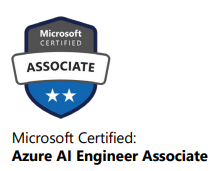 Microsoft
CERTIFIED
ASSOCIATE
Microsoft Certified:
Azure AI Engineer Associate